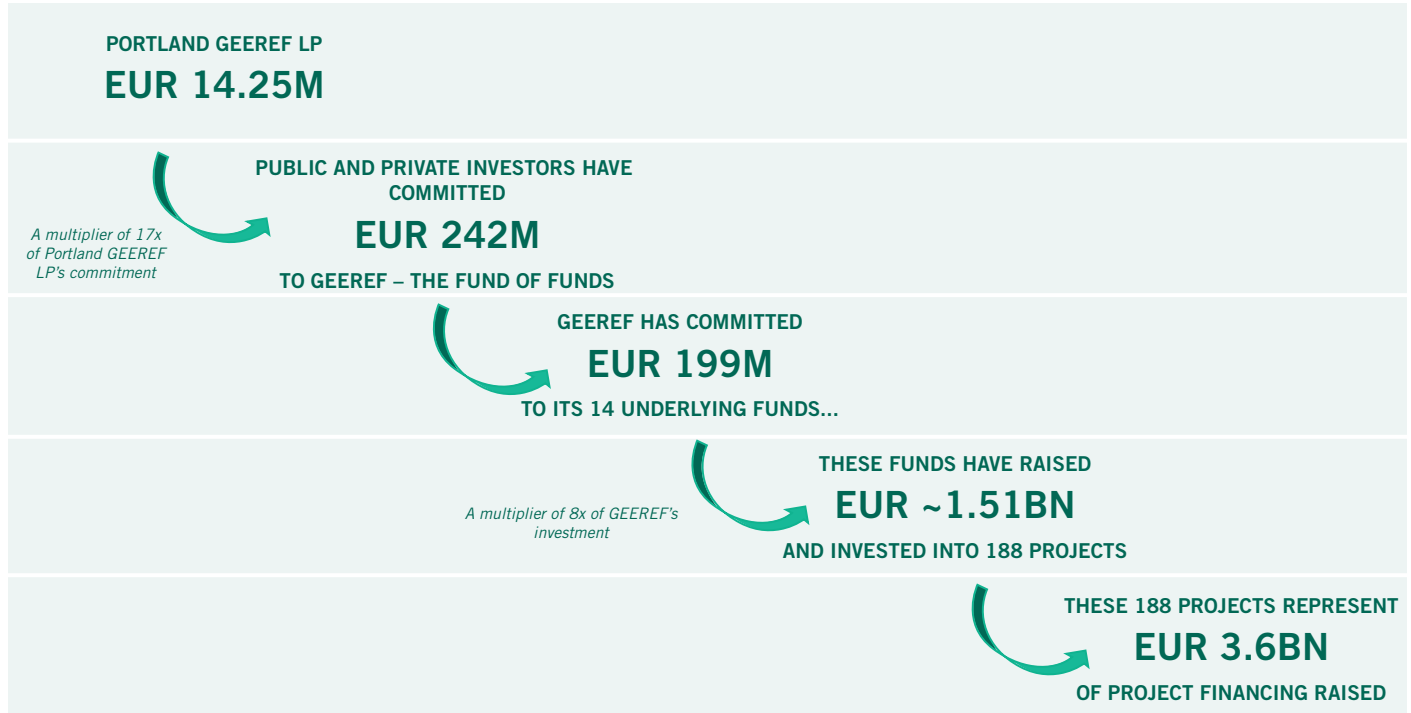 PORTLAND GEEREF LP
EUR 14.25M
PUBLIC AND PRIVATE INVESTORS HAVE
COMMITTED
EUR 242M
TO GEEREF – THE FUND OF FUNDS
A multiplier of 17x
of Portland GEEREF
LP's commitment
GEEREF HAS COMMITTED
EUR 199M
TO ITS 14 UNDERLYING FUNDS...
THESE FUNDS HAVE RAISED
EUR ~1.51BN
AND INVESTED INTO 188 PROJECTS
A multiplier of 8x of GEEREF's
investment
THESE 188 PROJECTS REPRESENT
EUR 3.6BN
OF PROJECT FINANCING RAISED